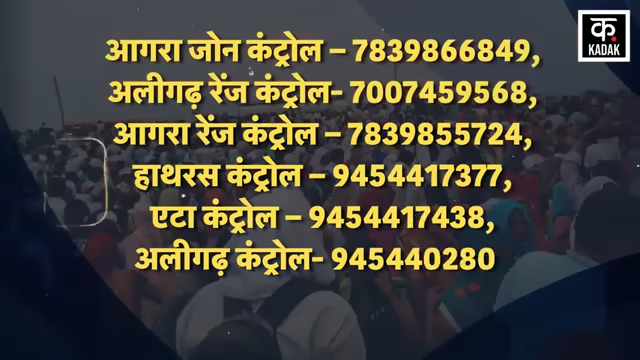 क
KADAK
आगरा जोन कंट्रोल – 7839866849,
अलीगढ़ रेंज कंट्रोल- 7007459568,
आगरा रेंज कंट्रोल – 7839855724,
हाथरस कंट्रोल – 9454417377,
एटा कंट्रोल – 9454417438,
अलीगढ़ कंट्रोल- 945440280